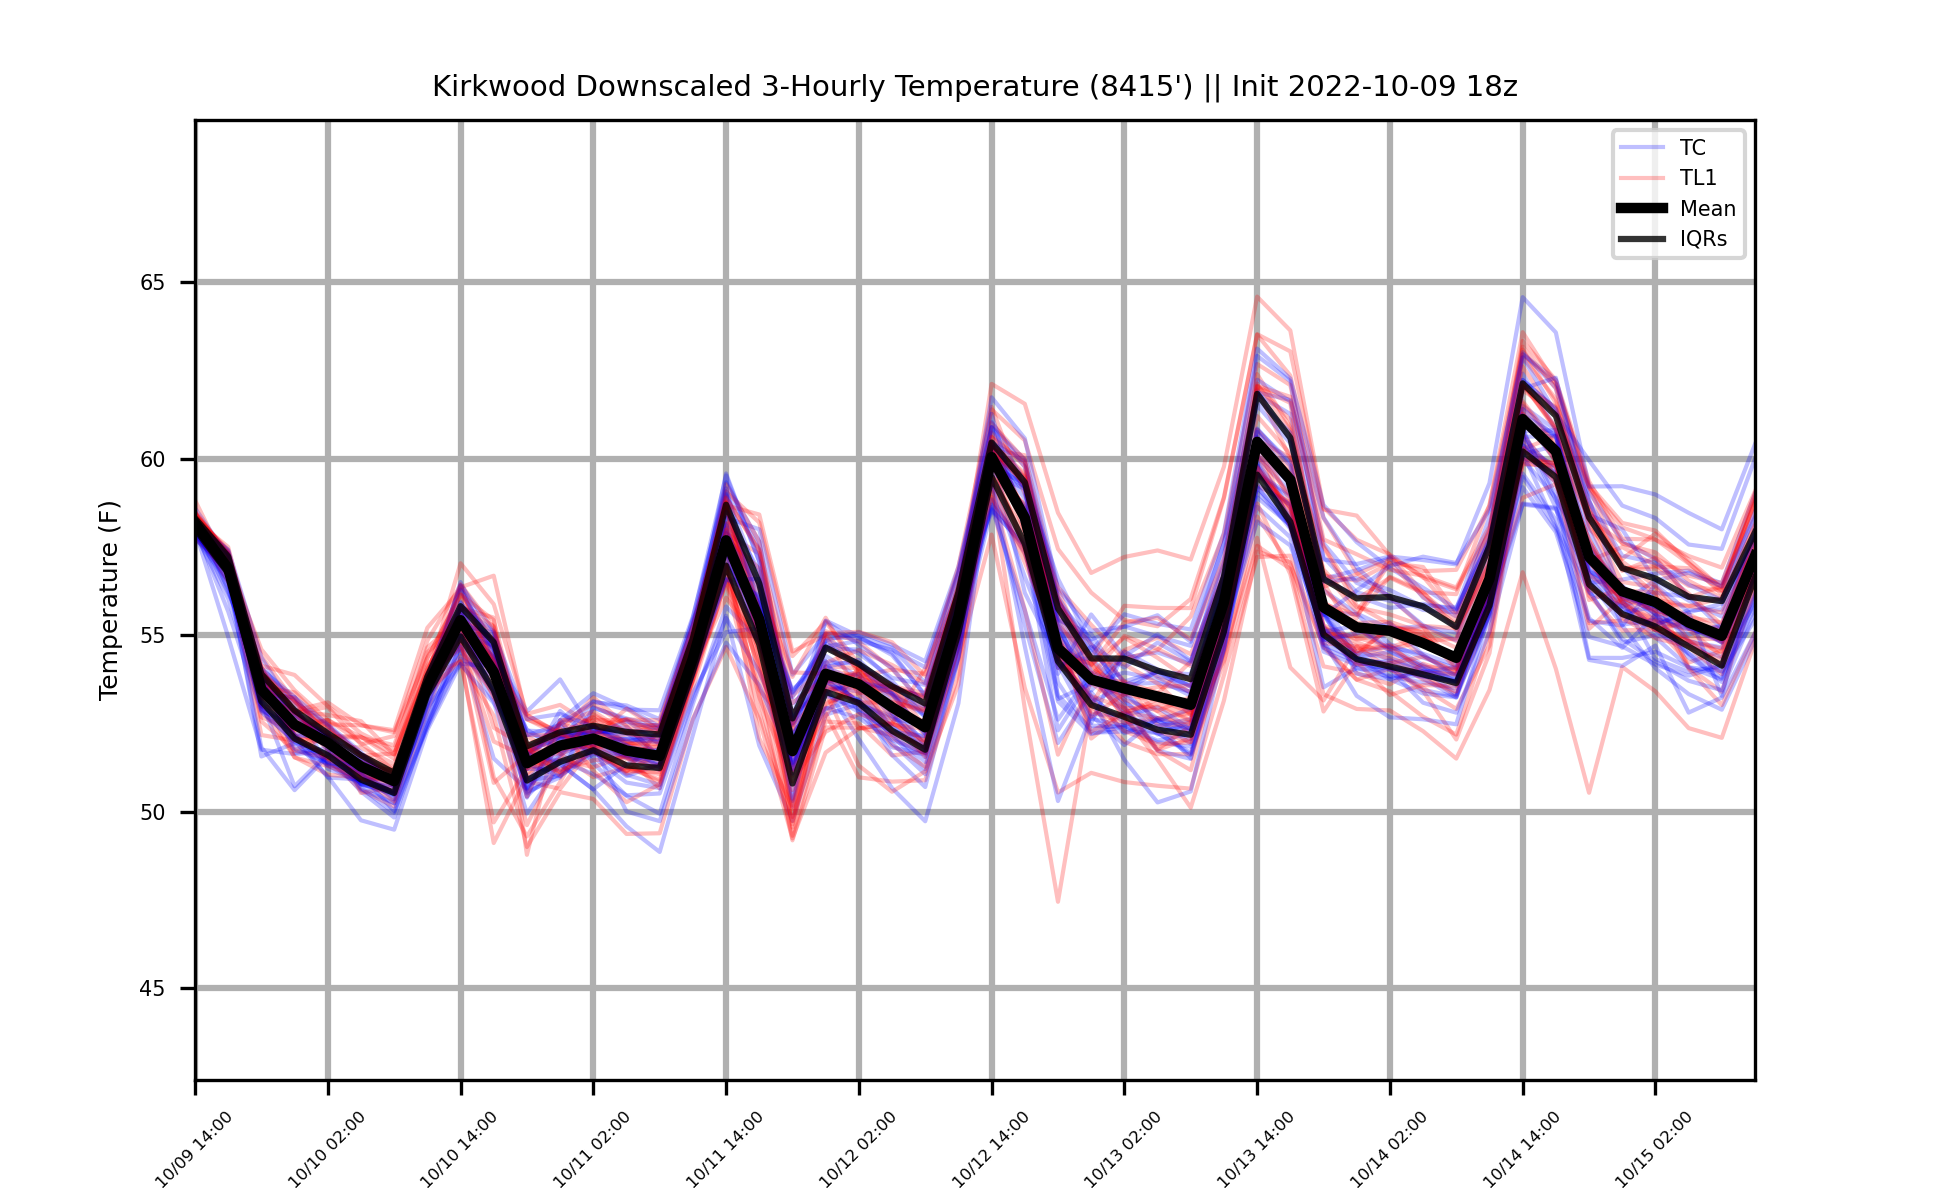 Kirkwood Downscaled 3-Hourly Temperature (8415') || Init 2022-10-09 18z
TC
TL1
Mean
IQRs
Temperature (F)
65
60
55
50
45
10/09 14:00
10/10 02:00
10/10 14:00
10/11 02:00
10/11 14:00
10/12 02:00
10/12 14:00
10/13 02:00
10/13 14:00
10/14 02:00
10/14 14:00
10/15 02:00